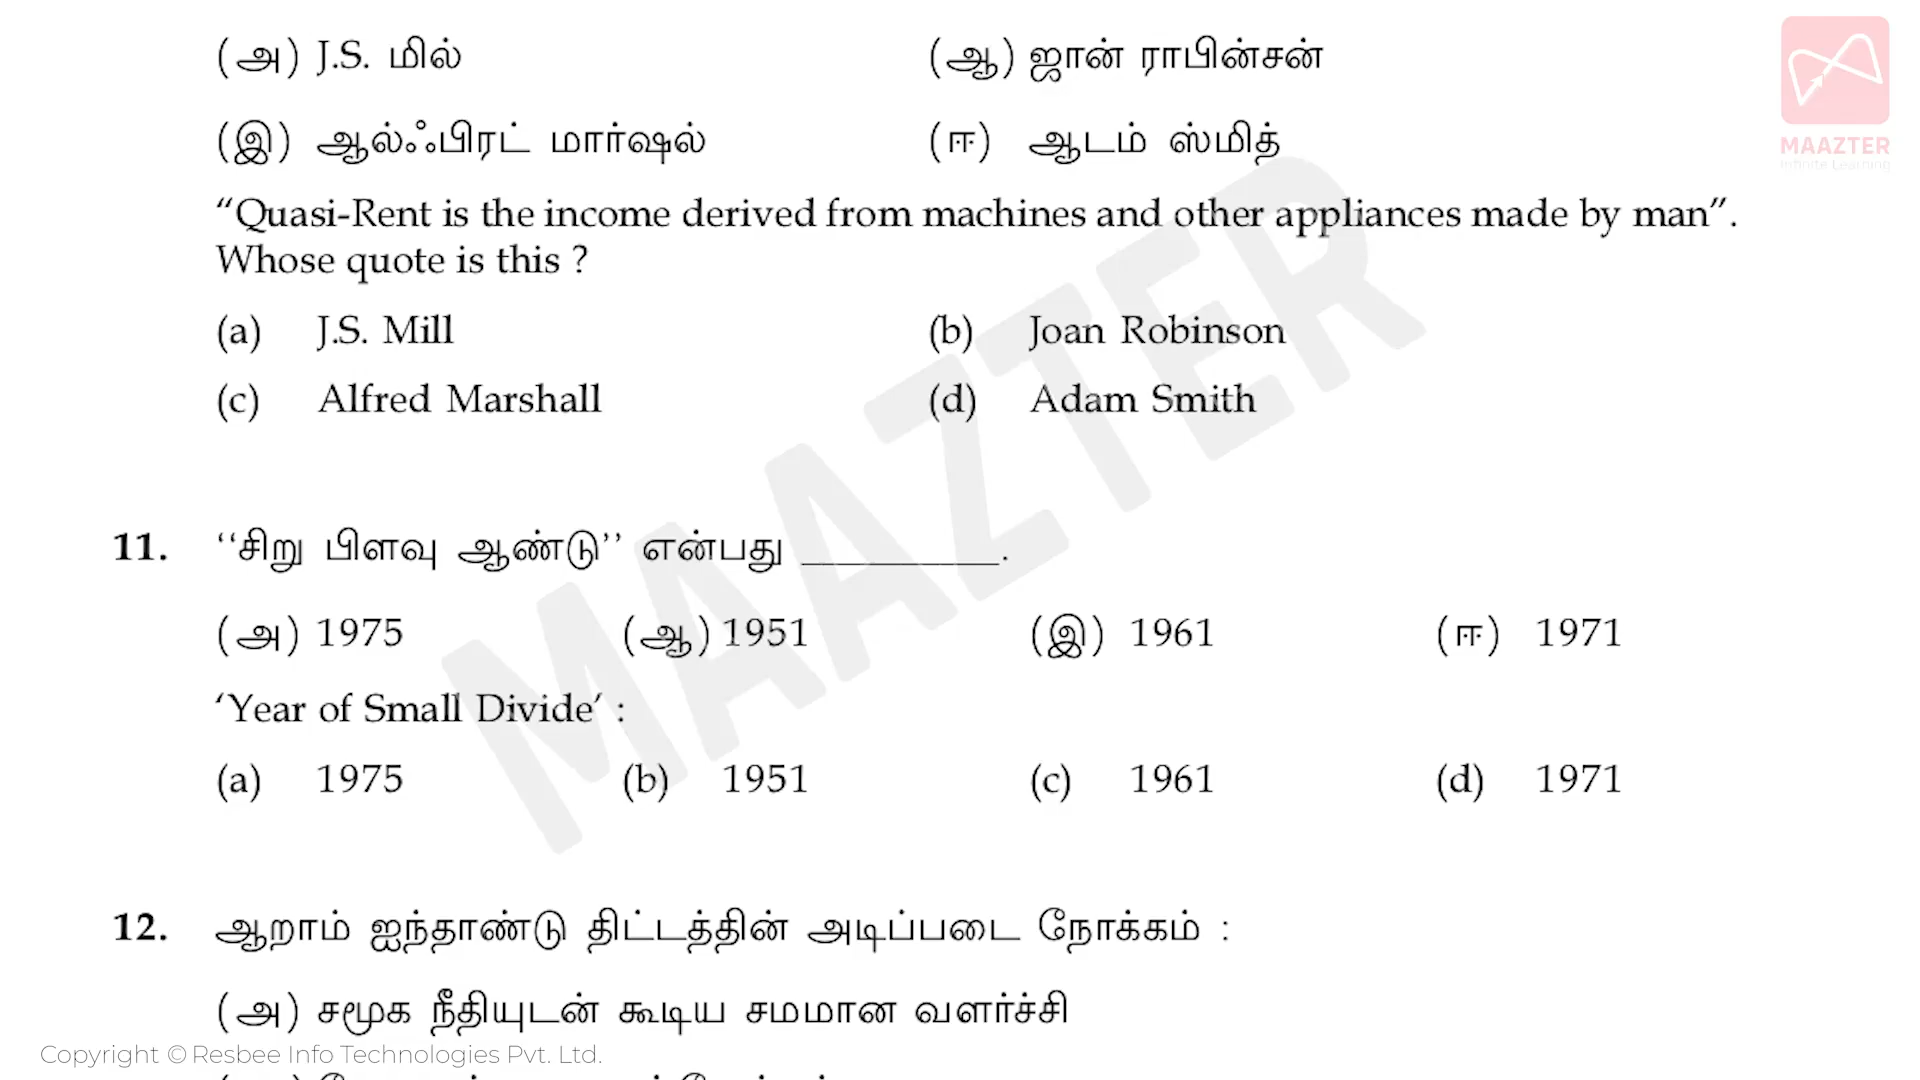 (அ) J.S. மில் (ஆ) ஜான் ராபின்சன்
(இ) ஆல்ஃபிரட் மார்ஷல் (ஈ) ஆடம் ஸ்மித்
MAAZTER
Infinite Learning
“Quasi-Rent is the income derived from machines and other appliances made by man”.
Whose quote is this ?
(a) J.S. Mill (b) Joan Robinson
(c) Alfred Marshall (d) Adam Smith
MAAZTER
11. ‘‘சிறு பிளவு ஆண்டு’’ என்பது __________.
(அ) 1975 (ஆ) 1951 (இ) 1961 (ஈ) 1971
‘Year of Small Divide’ :
(a) 1975 (b) 1951 (c) 1961 (d) 1971
12. ஆறாம் ஐந்தாண்டு திட்டத்தின் அடிப்படை நோக்கம் :
(அ) சமூக நீதியுடன் கூடிய சமமான வளர்ச்சி
Copyright © Resbee Info Technologies Pvt. Ltd.